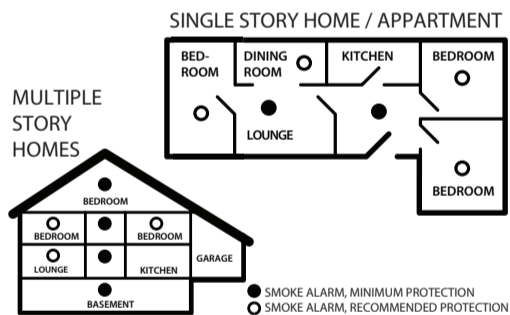 SINGLE STORY HOME / APPARTMENT
BED-
ROOM
DINING
ROOM
KITCHEN
BEDROOM
LOUNGE
BEDROOM
MULTIPLE
STORY
HOMES
BEDROOM
BEDROOM
BEDROOM
LOUNGE
KITCHEN
GARAGE
BASEMENT
SMOKE ALARM, MINIMUM PROTECTION
SMOKE ALARM, RECOMMENDED PROTECTION